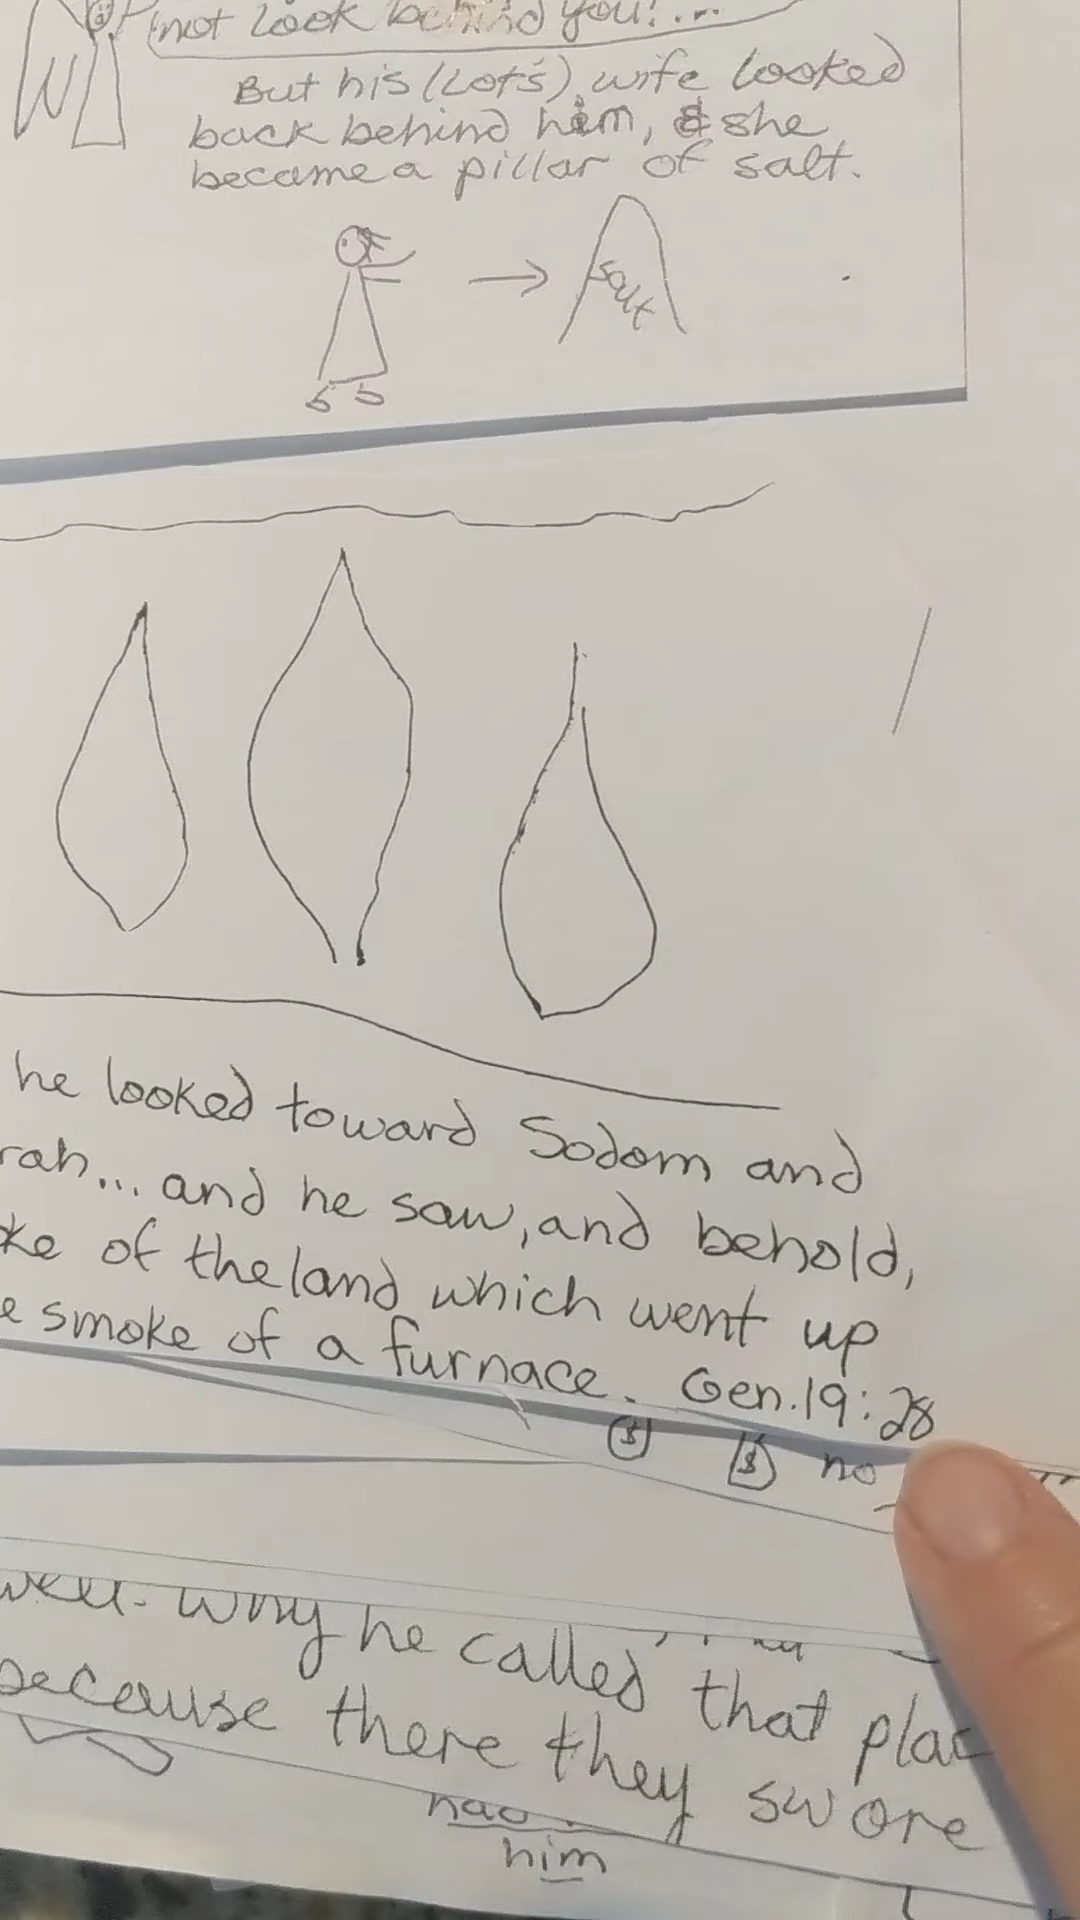 not look behind you!...
But his (Lot's) wife looked
back behind him, & she
became a pillar of salt.
salt
he looked toward Sodom and
rah... and he saw, and behold,
ke of the land which went up
e smoke of a furnace. Gen.19:28
$ $ no
well. Why he called that plac
because there they swore
him